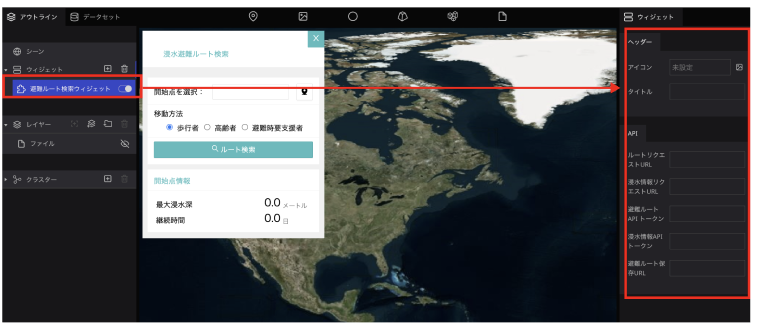 アウトライン
データセット
シーン
ウィジェット
避難ルート検索ウィジェット
レイヤー
ファイル
クラスター
浸水避難ルート検索
X
開始点を選択:
移動方法
歩行者 高齢者 避難時要支援者
ルート検索
開始点情報
最大浸水深 0.0 メートル
継続時間 0.0 日
ウィジェット
ヘッダー
アイコン 未設定
タイトル
API
ルートリクエ
ストURL
浸水情報リク
エストURL
避難ルート
API トークン
浸水情報API
トークン
避難ルート保
存URL